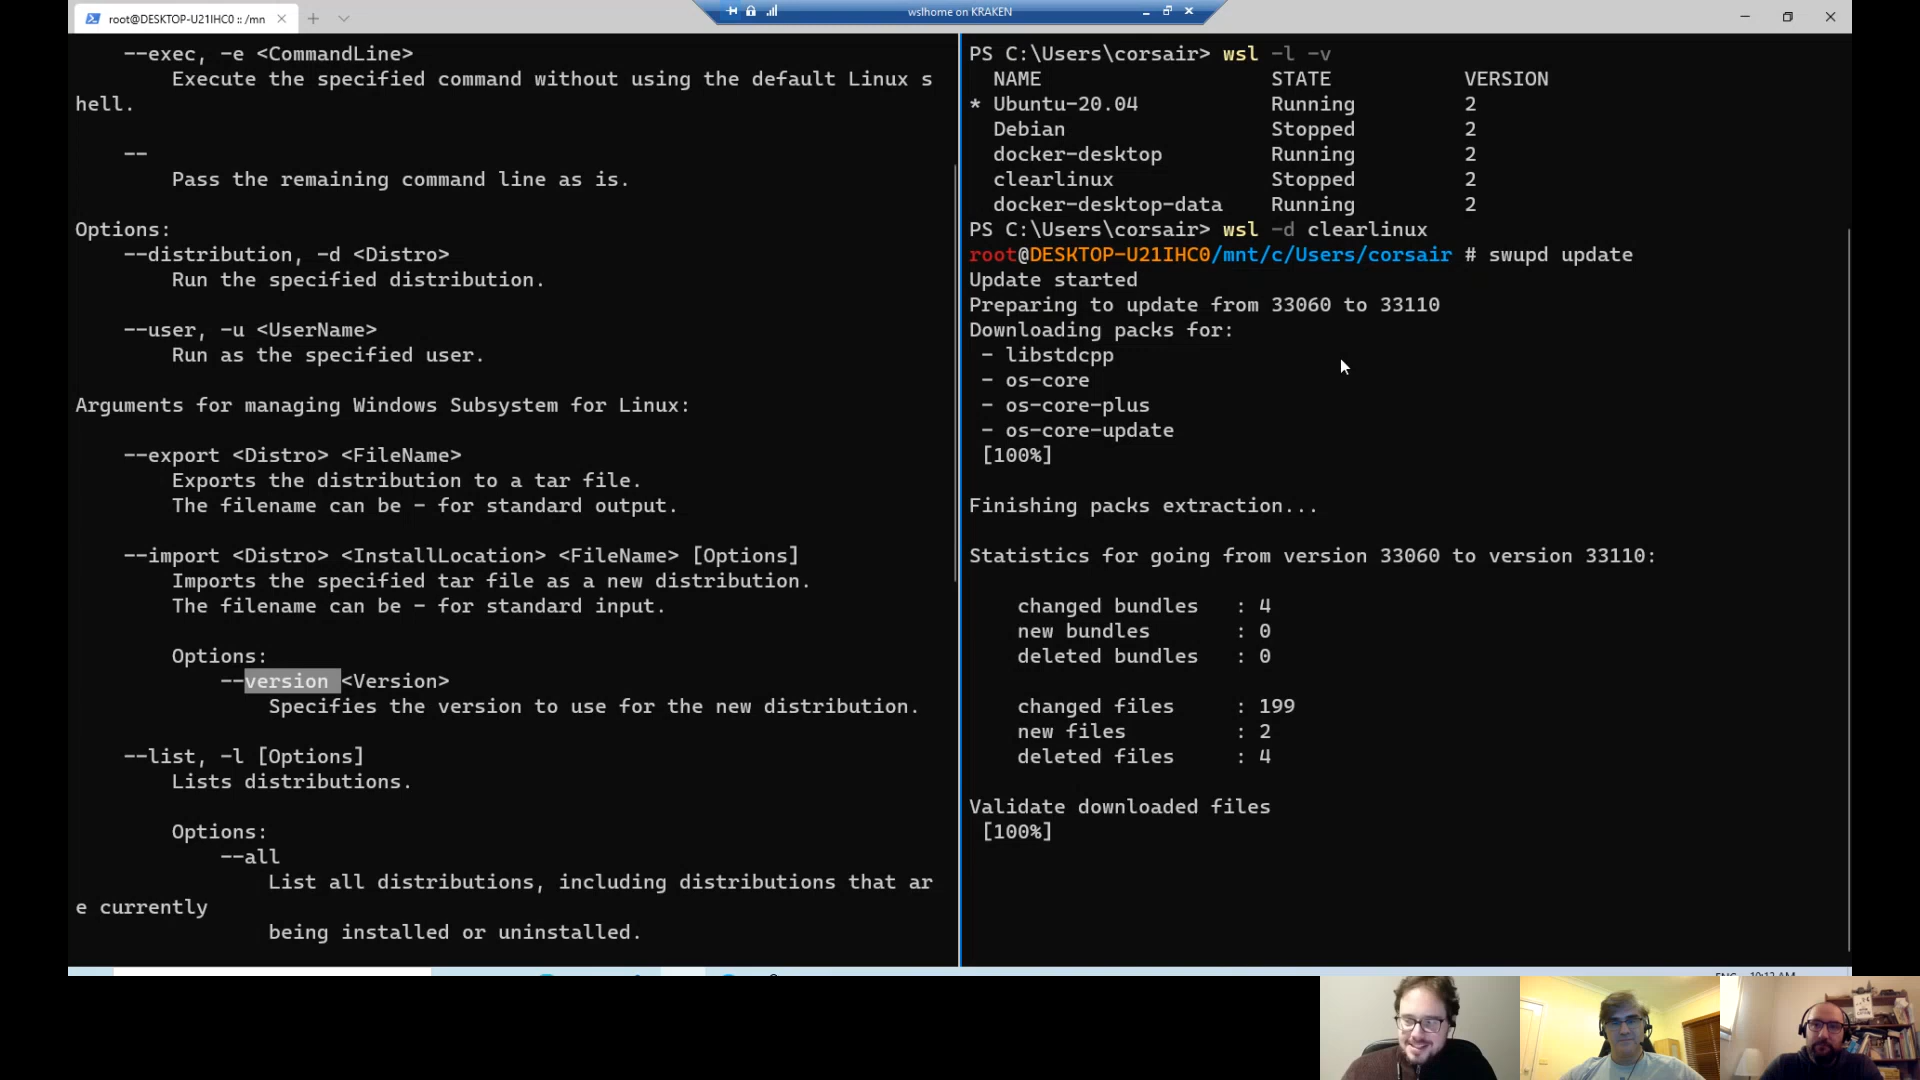 root@DESKTOP-U21IHC0 :: /mn
wslhome on KRAKEN
--exec, -e <CommandLine>
Execute the specified command without using the default Linux s
hell.
--
Pass the remaining command line as is.
Options:
--distribution, -d <Distro>
Run the specified distribution.
--user, -u <UserName>
Run as the specified user.
Arguments for managing Windows Subsystem for Linux:
--export <Distro> <FileName>
Exports the distribution to a tar file.
The filename can be - for standard output.
--import <Distro> <InstallLocation> <FileName> [Options]
Imports the specified tar file as a new distribution.
The filename can be - for standard input.
Options:
--version <Version>
Specifies the version to use for the new distribution.
--list, -l [Options]
Lists distributions.
Options:
--all
List all distributions, including distributions that ar
e currently
being installed or uninstalled.
PS C:\Users\corsair> wsl -l -v
NAME STATE VERSION
* Ubuntu-20.04 Running 2
Debian Stopped 2
docker-desktop Running 2
clearlinux Stopped 2
docker-desktop-data Running 2
PS C:\Users\corsair> wsl -d clearlinux
root@DESKTOP-U21IHC0/mnt/c/Users/corsair # swupd update
Update started
Preparing to update from 33060 to 33110
Downloading packs for:
- libstdcpp
- os-core
- os-core-plus
- os-core-update
[100%]
Finishing packs extraction...
Statistics for going from version 33060 to version 33110:
changed bundles : 4
new bundles : 0
deleted bundles : 0
changed files : 199
new files : 2
deleted files : 4
Validate downloaded files
[100%]